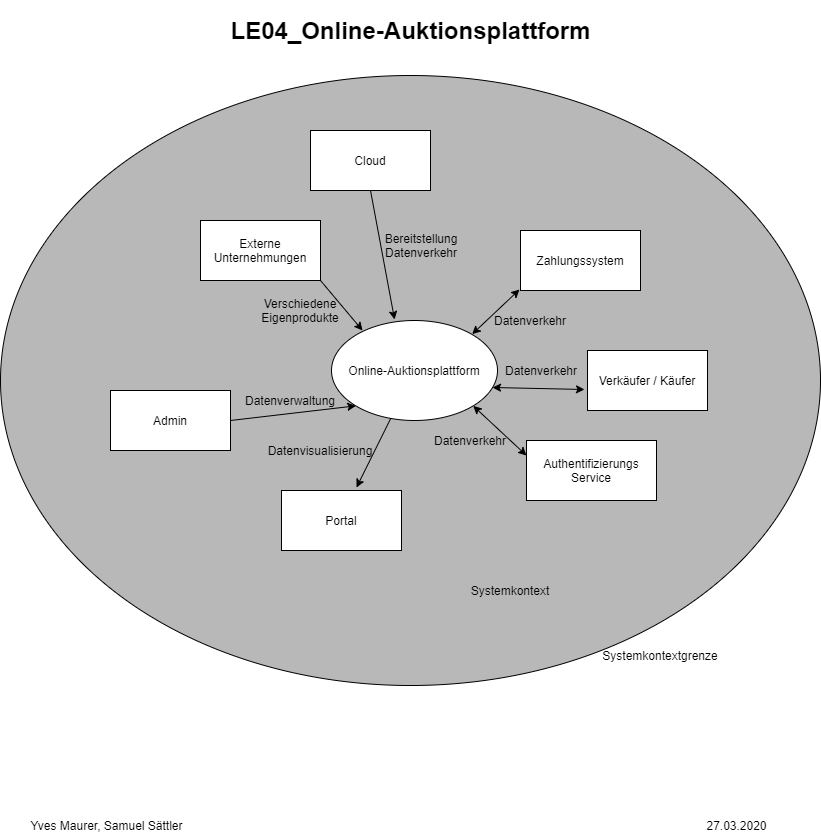 LE04_Online-Auktionsplattform
Cloud
Externe
Unternehmungen
Bereitstellung
Datenverkehr
Zahlungssystem
Verschiedene
Eigenprodukte
Datenverkehr
Online-Auktionsplattform
Datenverkehr
Verkäufer / Käufer
Admin
Datenverwaltung
Datenvisualisierung
Datenverkehr
Authentifizierungs
Service
Portal
Systemkontext
Systemkontextgrenze
Yves Maurer, Samuel Sättler
27.03.2020